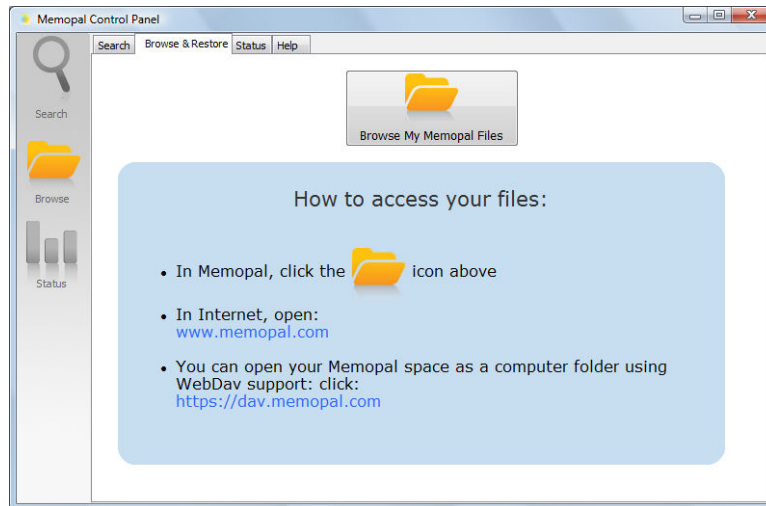 Memopal Control Panel
Search Browse & Restore Status Help
Search
Browse
Status
Browse My Memopal Files
How to access your files:
• In Memopal, click the icon above
• In Internet, open:
www.memopal.com
• You can open your Memopal space as a computer folder using
WebDav support: click:
https://dav.memopal.com